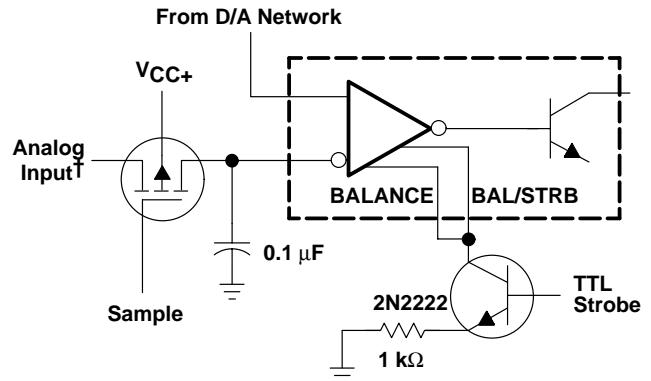 From D/A Network
VCC+
Analog
Input†
BALANCE
BAL/STRB
0.1 μF
Sample
2N2222
TTL
Strobe
1 kΩ